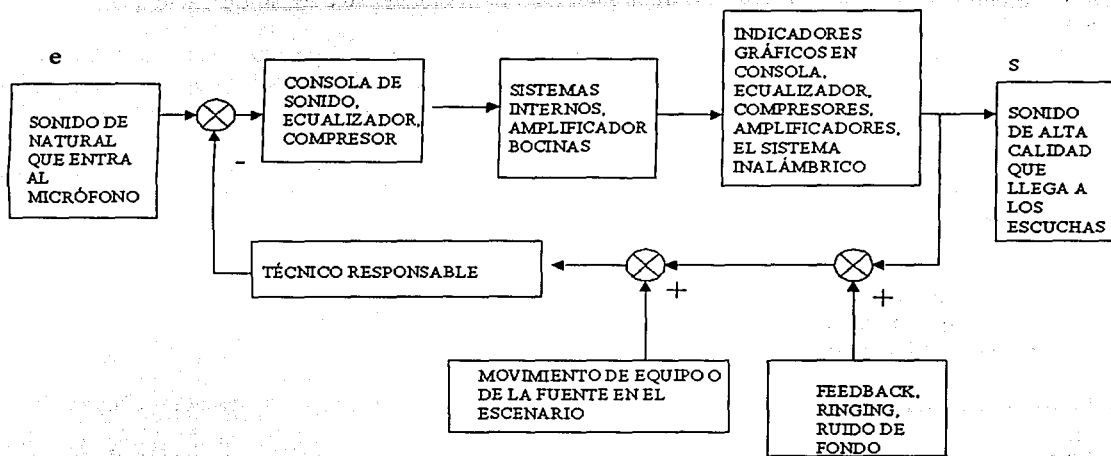 e
SONIDO DE
NATURAL
QUE ENTRA
AL
MICRÓFONO
-
CONSOLA DE
SONIDO,
ECUALIZADOR,
COMPRESOR
SISTEMAS
INTERNOS,
AMPLIFICADOR
BOCINAS
INDICADORES
GRÁFICOS EN
CONSOLA,
ECUALIZADOR,
COMPRESORES,
AMPLIFICADORES,
EL SISTEMA
INALÁMBRICO
s
SONIDO
DE ALTA
CALIDAD
QUE
LLEGA A
LOS
ESCUCHAS
TÉCNICO RESPONSABLE
+
+
MOVIMIENTO DE EQUIPO O
DE LA FUENTE EN EL
ESCENARIO
FEEDBACK,
RINGING,
RUIDO DE
FONDO